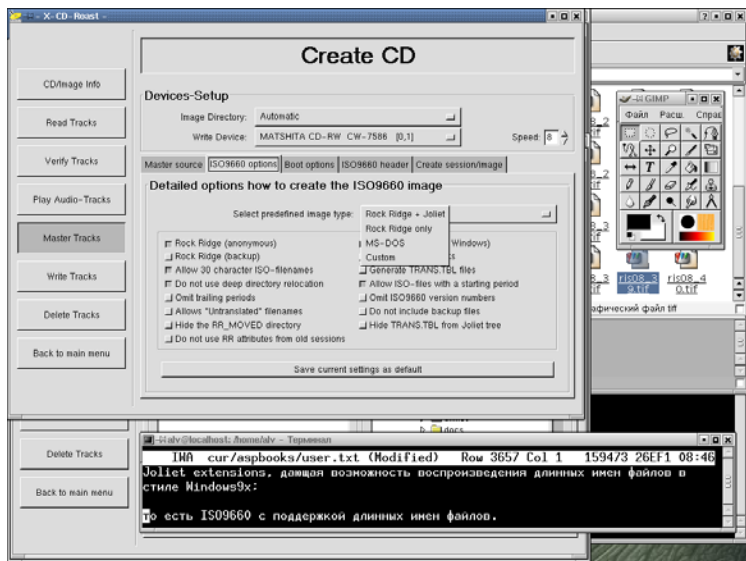 - X-CD-Roast -
Create CD
CD/Image Info
Read Tracks
Verify Tracks
Play Audio-Tracks
Master Tracks
Write Tracks
Delete Tracks
Back to main menu
Devices-Setup
Image Directory: Automatic
Write Device: MATSHITA CD-RW CW-7586 [0,1]
Speed: 8
Master source
ISO9660 options
Boot options
ISO9660 header
Create session/image
Detailed options how to create the ISO9660 image
Select predefined image type:
Rock Ridge + Joliet
Rock Ridge only
MS-DOS
Custom
Rock Ridge (anonymous)
Windows)
Rock Ridge (backup)
Allow 30 character ISO-filenames
Generate TRANS.TBL files
Do not use deep directory relocation
Allow ISO-files with a starting period
Omit trailing periods
Omit ISO9660 version numbers
Allows "Untranslated" filenames
Do not include backup files
Hide the RR_MOVED directory
Hide TRANS.TBL from Joliet tree
Do not use RR attributes from old sessions
Save current settings as default
GIMP
Файл Расш. Справ
ris08_3
9.tif
ris08_4
0.tif
афический файл tiff
docs
Delete Tracks
Back to main menu
alv@localhost: /home/alv - Терминал
IWA cur/aspbooks/user.txt (Modified) Row 3657 Col 1 159473 26EF1 08:46
Joliet extensions, дающая возможность воспроизведения длинных имен файлов в
стиле Windows9x:
то есть ISO9660 с поддержкой длинных имен файлов.